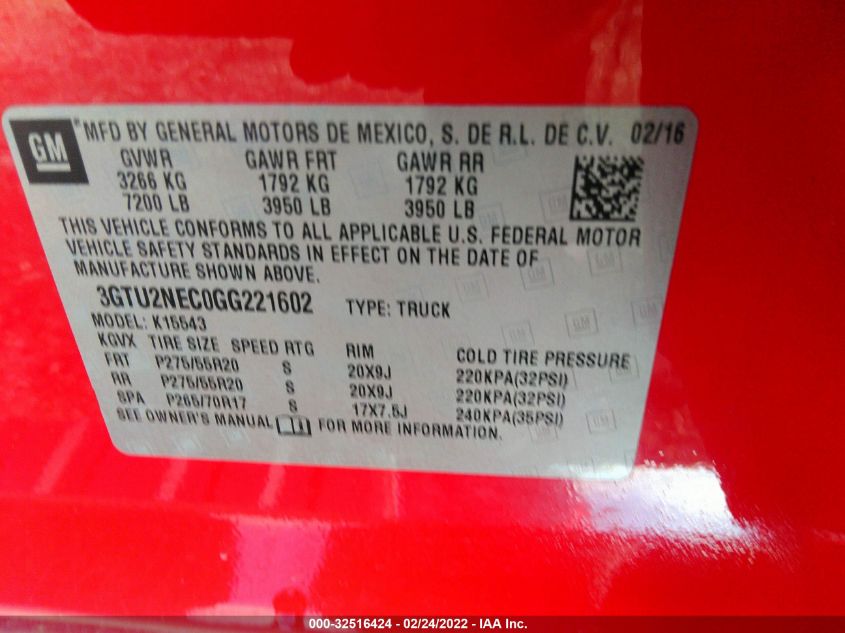 GM
MFD BY GENERAL MOTORS DE MEXICO, S. DE R.L. DE C.V. 02/16
GVWR GAWR FRT GAWR RR
3266 KG 1792 KG 1792 KG
7200 LB 3950 LB 3950 LB
THIS VEHICLE CONFORMS TO ALL APPLICABLE U.S. FEDERAL MOTOR
VEHICLE SAFETY STANDARDS IN EFFECT ON THE DATE OF
MANUFACTURE SHOWN ABOVE.
3GTU2NEC0GG221602 TYPE: TRUCK
MODEL: K15543
KGVX TIRE SIZE SPEED RTG RIM COLD TIRE PRESSURE
FRT P275/55R20 S 20X9J 220KPA(32PSI)
RR P275/55R20 S 20X9J 220KPA(32PSI)
SPA P265/70R17 S 17X7.5J 240KPA(35PSI)
SEE OWNER'S MANUAL FOR MORE INFORMATION.
000-32516424 - 02/24/2022 - IAA Inc.